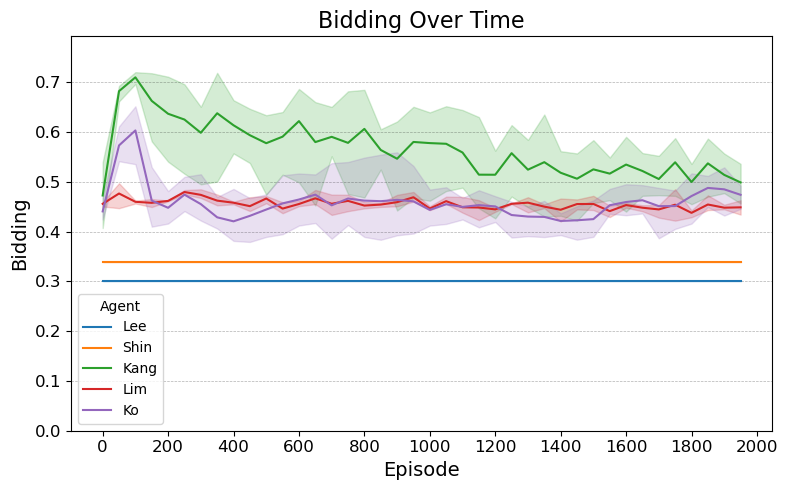 Bidding Over Time
Bidding
0.7
0.6
0.5
0.4
0.3
0.2
0.1
0.0
Agent
Lee
Shin
Kang
Lim
Ko
0 200 400 600 800 1000 1200 1400 1600 1800 2000
Episode